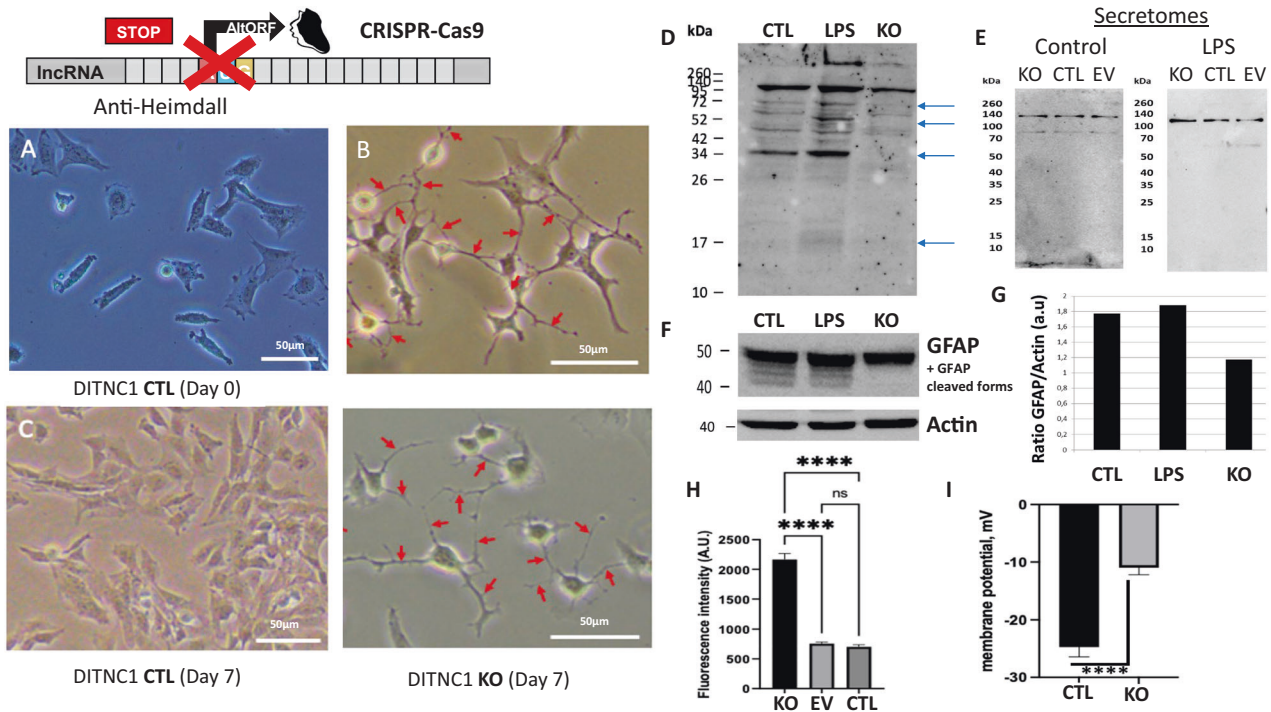 STOP
AltORF
CRISPR-Cas9
lncRNA
G
Anti-Heimdall
A
50µm
DITNC1 CTL (Day 0)
B
50µm
C
50µm
DITNC1 CTL (Day 7)
50µm
DITNC1 KO (Day 7)
D
kDa
CTL LPS KO
260
140
95
72
52
42
34
26
17
10
Secretomes
E
Control
KO CTL EV
kDa
260
140
100
70
50
40
35
25
15
10
LPS
KO CTL EV
kDa
260
140
100
70
50
40
35
25
15
10
F
CTL LPS KO
50
40
GFAP
+ GFAP
cleaved forms
40
Actin
G
Ratio GFAP/Actin (a.u
1,8
1,6
1,4
1,2
1
0,8
0,6
0,4
0,2
0
CTL LPS KO
H
****
ns
****
Fluorescence intensity (A.U.)
2500
2000
1500
1000
500
0
KO EV CTL
I
membrane potential, mV
0
-10
-20
-30
****
CTL KO